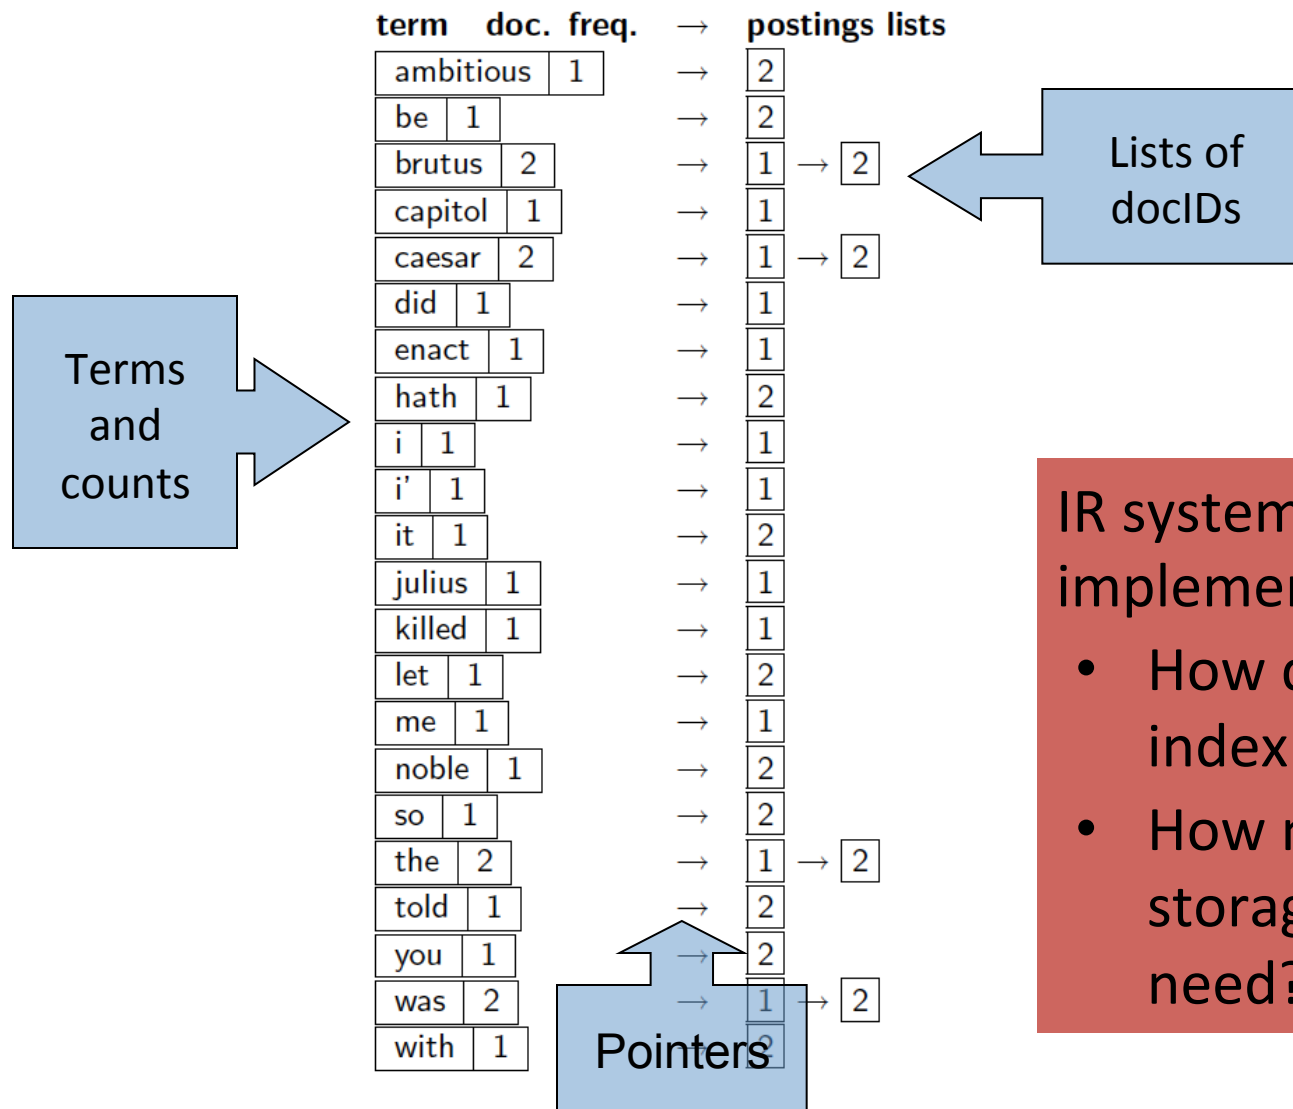 term doc. freq. → postings lists
ambitious 1 → 2
be 1 → 2
brutus 2 → 1 → 2
capitol 1 → 1
caesar 2 → 1 → 2
did 1 → 1
enact 1 → 1
hath 1 → 2
i 1 → 1
i' 1 → 1
it 1 → 2
julius 1 → 1
killed 1 → 1
let 1 → 2
me 1 → 1
noble 1 → 2
so 1 → 2
the 2 → 1 → 2
told 1 → 2
you 1 → 2
was 2 → 1 → 2
with 1 → 2
Terms
and
counts
Lists of
docIDs
Pointers
IR system
implemen
• How
index
• How
storag
need?